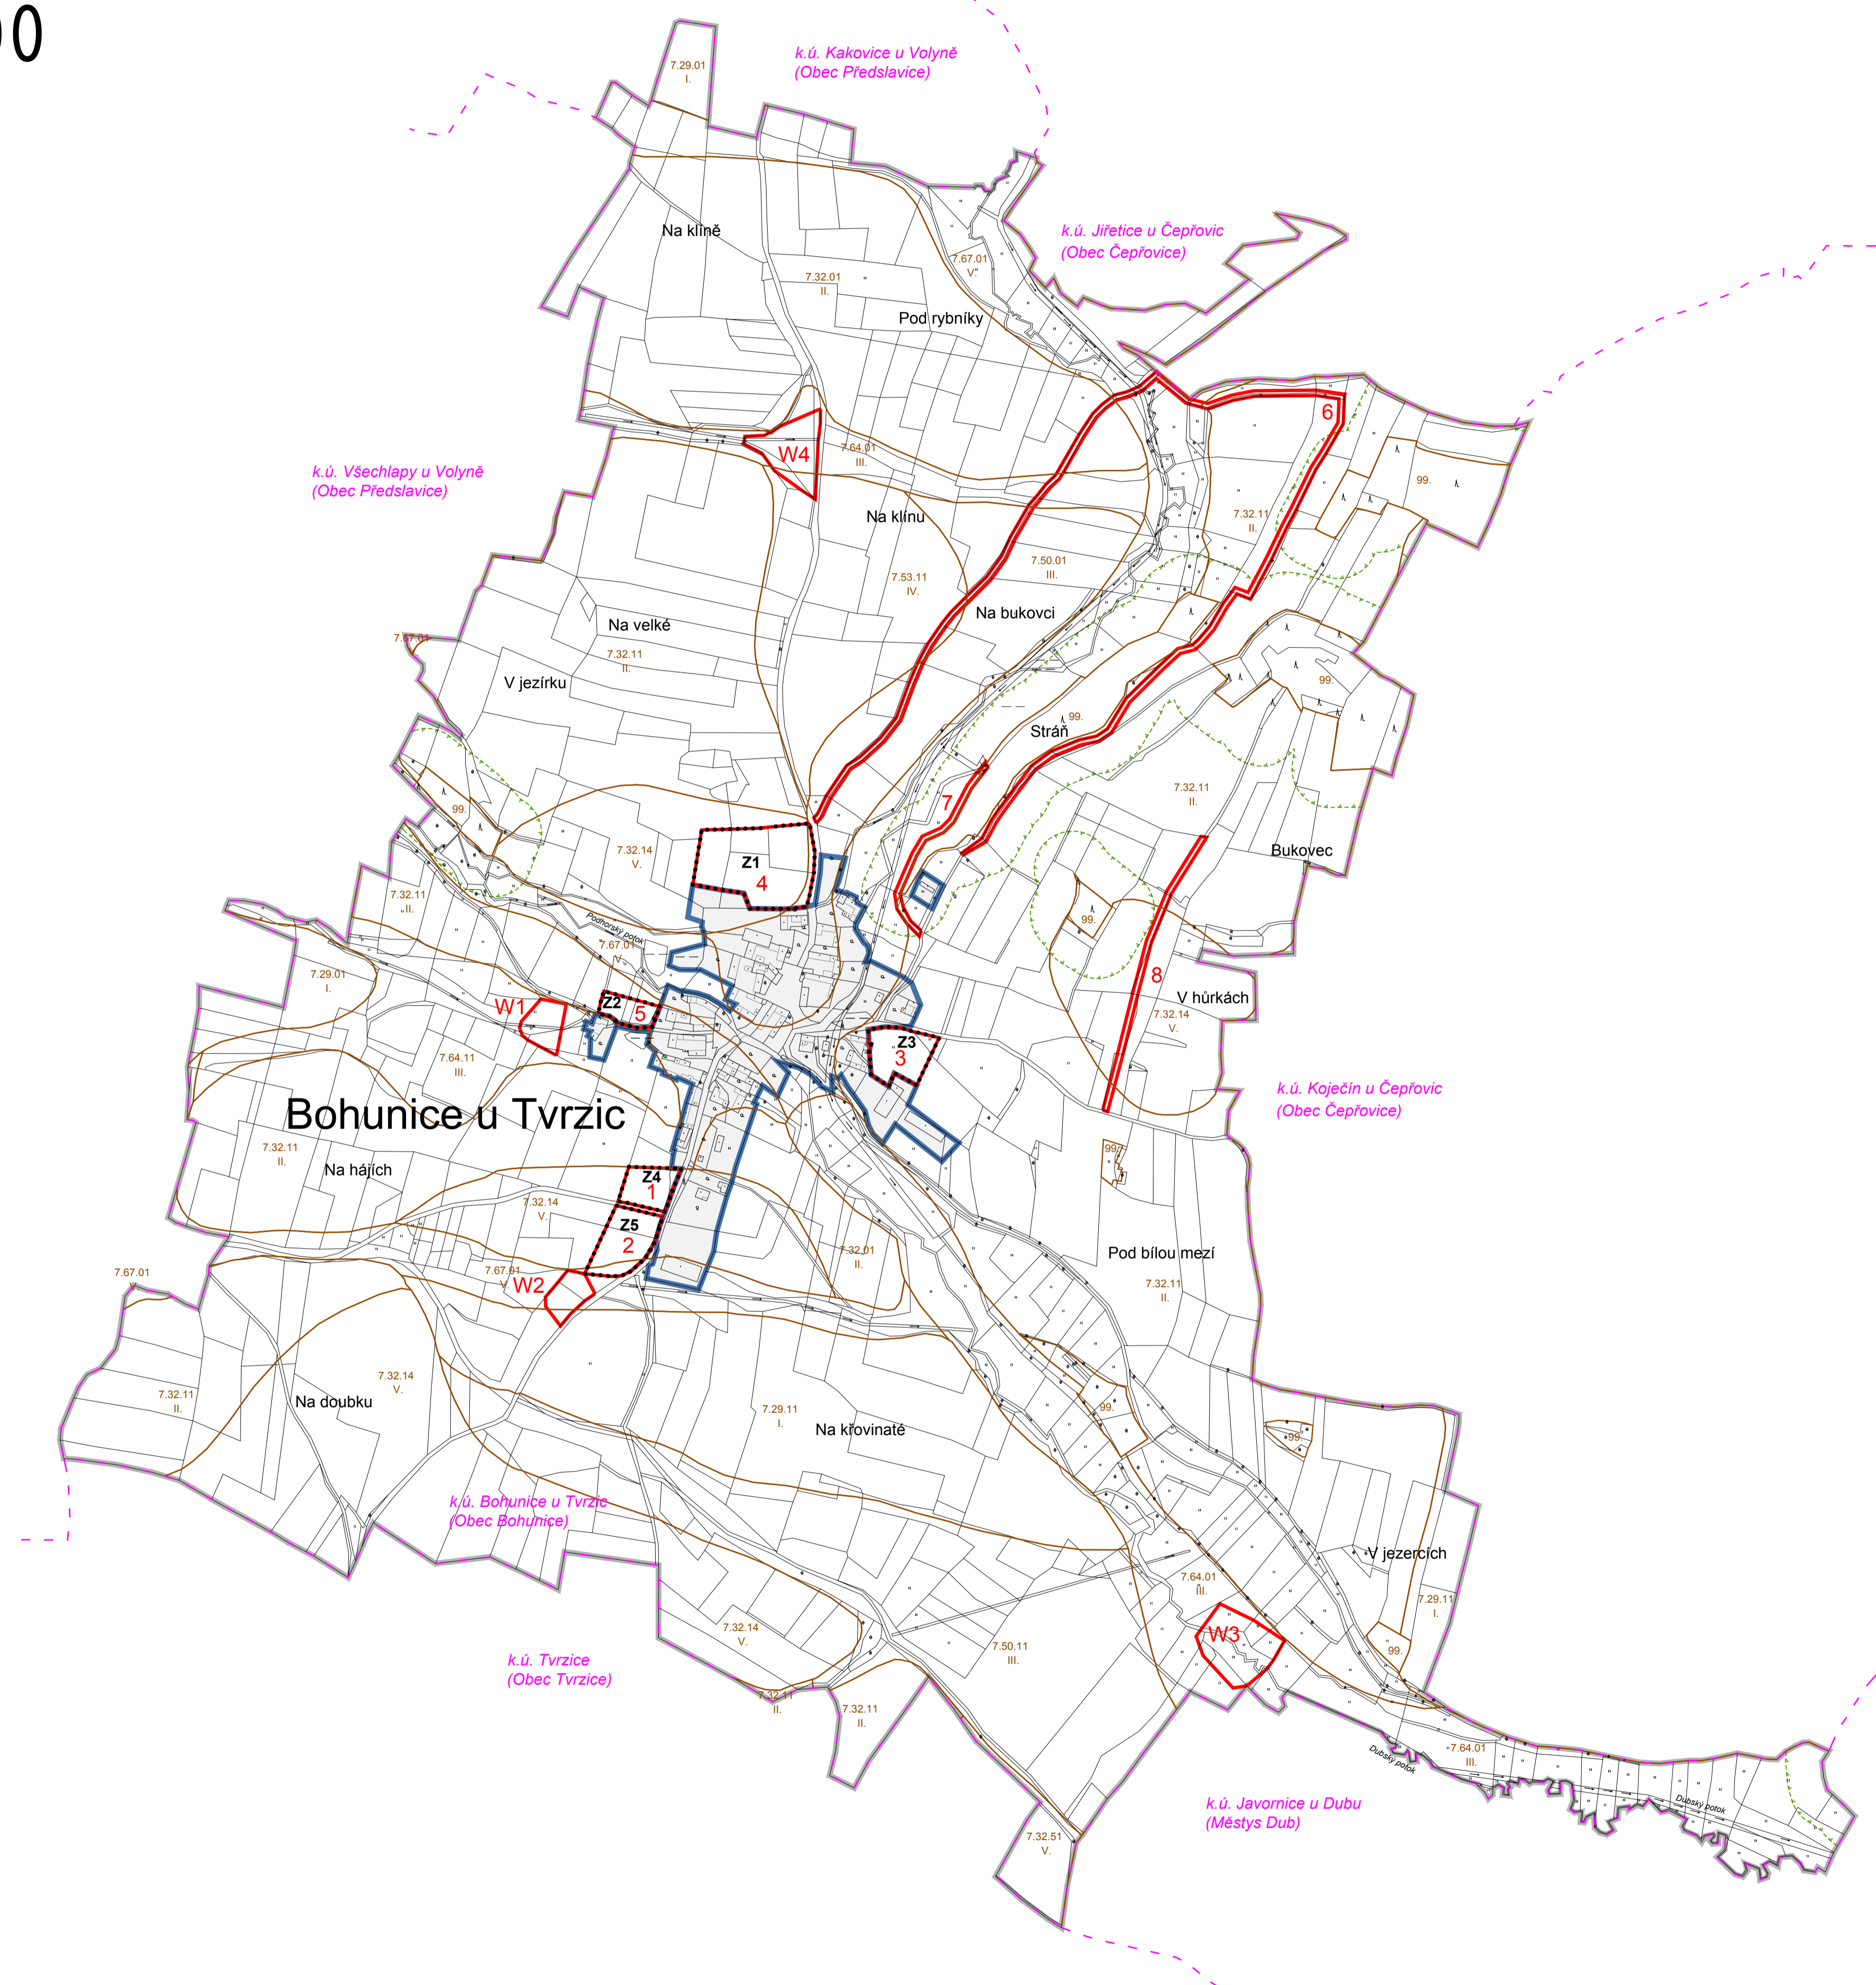 00
k.ú. Kakovice u Volyně
(Obec Předslavice)
7.29.01
I.
k.ú. Jiřetice u Čepřovic
(Obec Čepřovice)
Na klíně
7.67.01
V.
7.32.01
II.
Pod rybníky
6
W4
7.64.01
III.
k.ú. Všechlapy u Volyně
(Obec Předslavice)
99.
Na klínu
7.32.11
II.
7.50.01
III.
7.53.11
IV.
Na bukovci
Na velké
7.67.01
7.32.11
II.
V jezírku
99.
99.
Stráň
7.32.11
II.
7
99.
7.32.14
V.
Z1
4
Bukovec
7.32.11
II.
99.
Podhorský potok
7.67.01
V.
7.29.01
I.
8
V hůrkách
7.32.14
V.
W1
Z2
5
Z3
3
7.64.11
III.
k.ú. Koječín u Čepřovic
(Obec Čepřovice)
Bohunice u Tvrzic
7.32.11
II.
Na hájích
99.
Z4
1
7.32.14
V.
Z5
2
7.32.01
II.
Pod bílou mezí
7.32.11
II.
7.67.01
V.
7.67.01
V.
W2
7.32.14
V.
7.32.11
II.
Na doubku
7.29.11
I.
Na křovinaté
99.
99.
k.ú. Bohunice u Tvrzic
(Obec Bohunice)
V jezercích
7.64.01
III.
7.29.11
I.
7.32.14
V.
W3
7.50.11
III.
99.
k.ú. Tvrzice
(Obec Tvrzice)
7.32.11
II.
7.32.11
II.
7.64.01
III.
Dubský potok
Dubský potok
k.ú. Javornice u Dubu
(Městys Dub)
7.32.51
V.